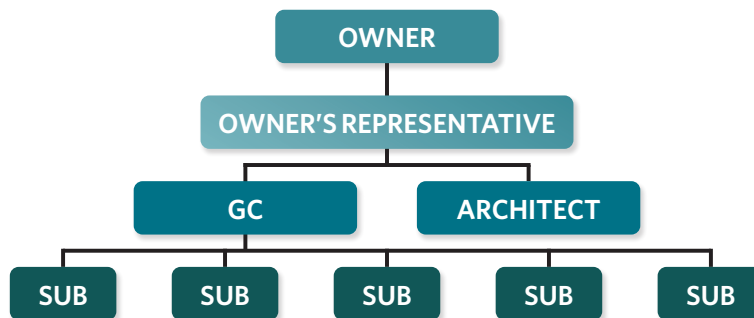 OWNER
OWNER'S REPRESENTATIVE
GC
ARCHITECT
SUB
SUB
SUB
SUB
SUB